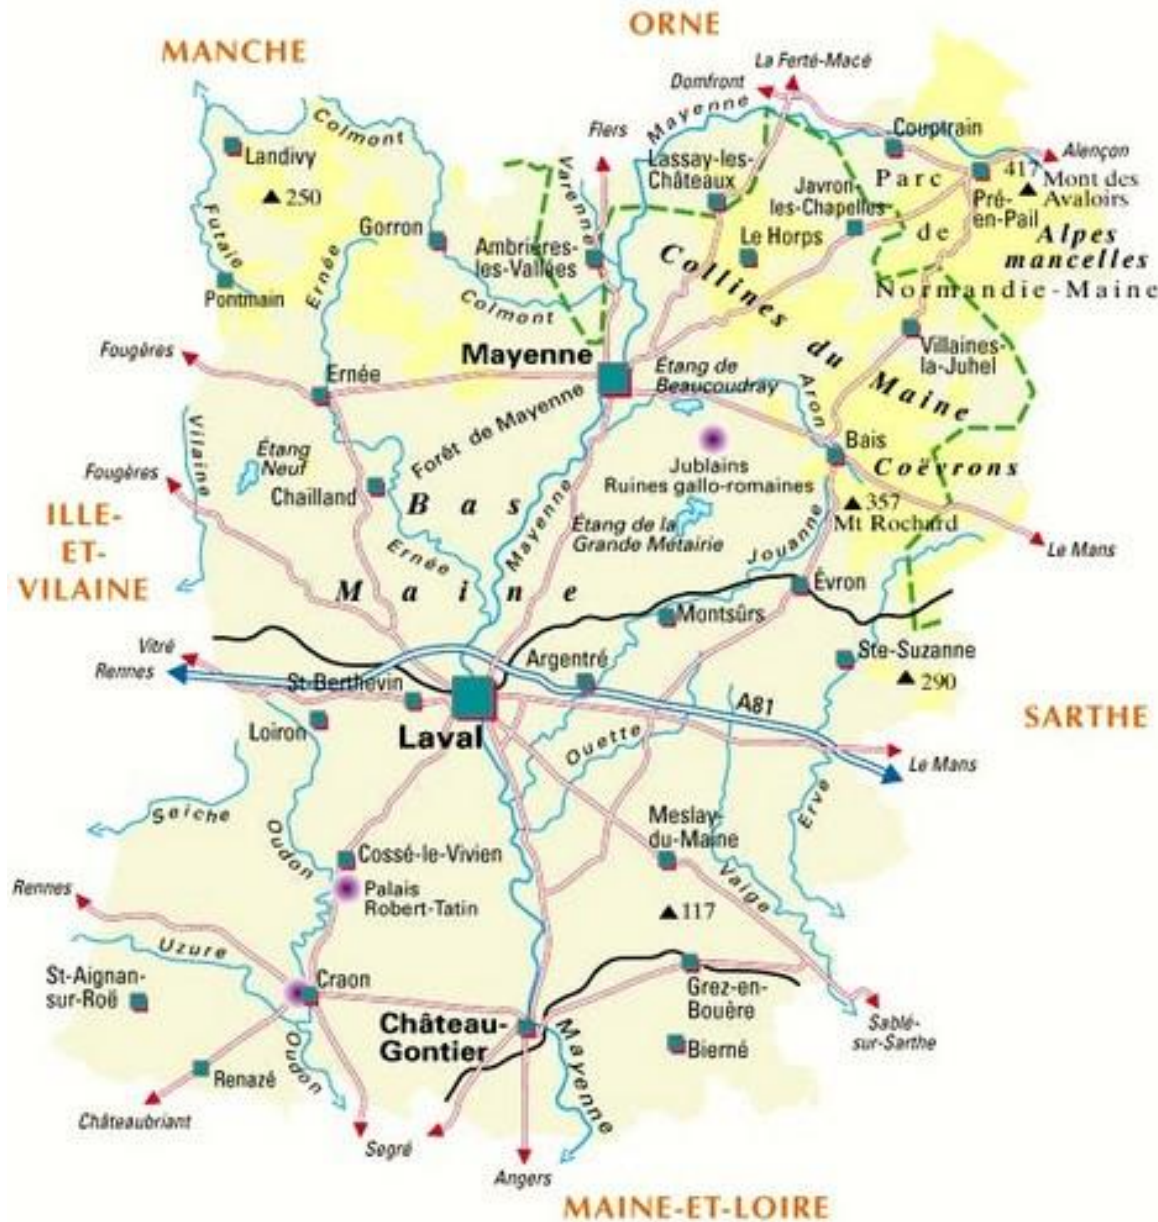 MANCHE
ORNE
La Ferté-Macé
Domfront
Mayenne
Flers
Colmont
Couptrain
Alençon
Landivy
Lassay-les-
Châteaux
Varenne
Parc
417
Mont des
Avaloirs
Javron-
les-Chapelles
Pré-
en-Pail
250
Futaie
Gorron
Ambrières-
les-Vallées
Le Horps
de
Alpes
mancelles
Ernée
Pontmain
Colmont
Collines
Normandie-Maine
Fougères
Mayenne
Étang de
Beaucoudray
du
Villaines-
la-Juhel
Ernée
Aron
Maine
Vilaine
Forêt de Mayenne
Étang
Neuf
Bais
Jublains
Ruines gallo-romaines
Coëvrons
Fougères
Chailland
Bas
Mayenne
357
Mt Rochard
ILLE-
ET-
VILAINE
Étang de la
Grande Métairie
Jouanne
Le Mans
Ernée
Maine
Évron
Montsûrs
Vitré
Rennes
Argentré
Ste-Suzanne
St-Berthevin
290
A81
SARTHE
Loiron
Laval
Ouette
Le Mans
Seiche
Oudon
Erve
Meslay-
du-Maine
Cossé-le-Vivien
Vaige
Rennes
Palais
Robert-Tatin
117
Uzure
St-Aignan-
sur-Roë
Craon
Grez-en-
Bouère
Château-
Gontier
Mayenne
Sablé-
sur-Sarthe
Bierné
Oudon
Renazé
Châteaubriant
Segré
Angers
MAINE-ET-LOIRE